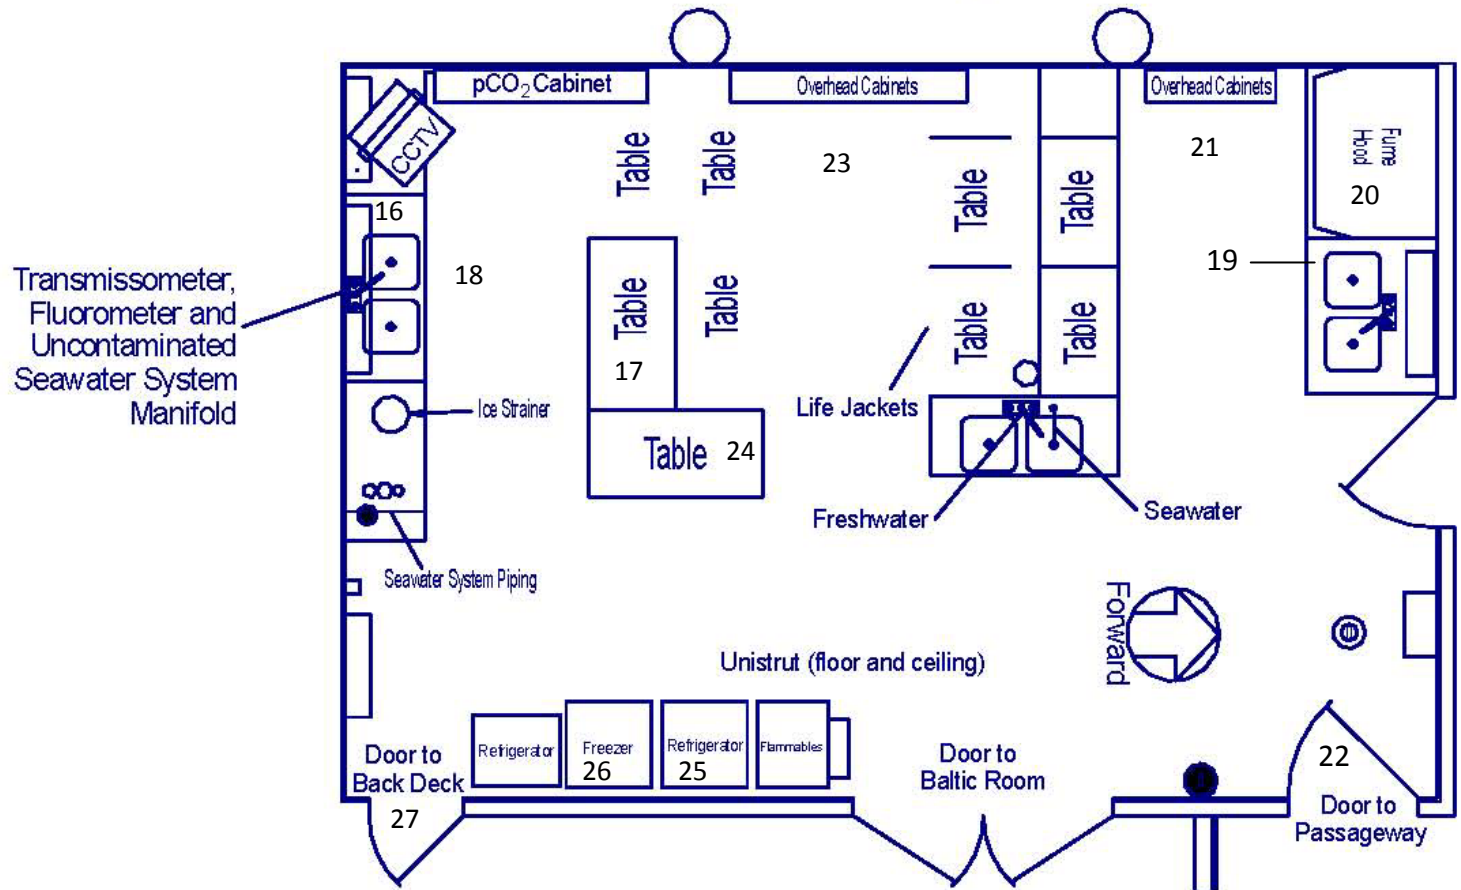 pCO₂ Cabinet
Overhead Cabinets
Overhead Cabinets
CCTV
Table
Table
23
21
Fume
Hood
20
16
Table
Table
18
19
Transmissometer,
Fluorometer and
Uncontaminated
Seawater System
Manifold
Table
Table
17
Table
Table
Ice Strainer
Life Jackets
Table
24
Freshwater
Seawater
Seawater System Piping
Forward
Unistrut (floor and ceiling)
Refrigerator
Freezer
26
Refrigerator
25
Flammables
Door to
Back Deck
27
Door to
Baltic Room
22
Door to
Passageway